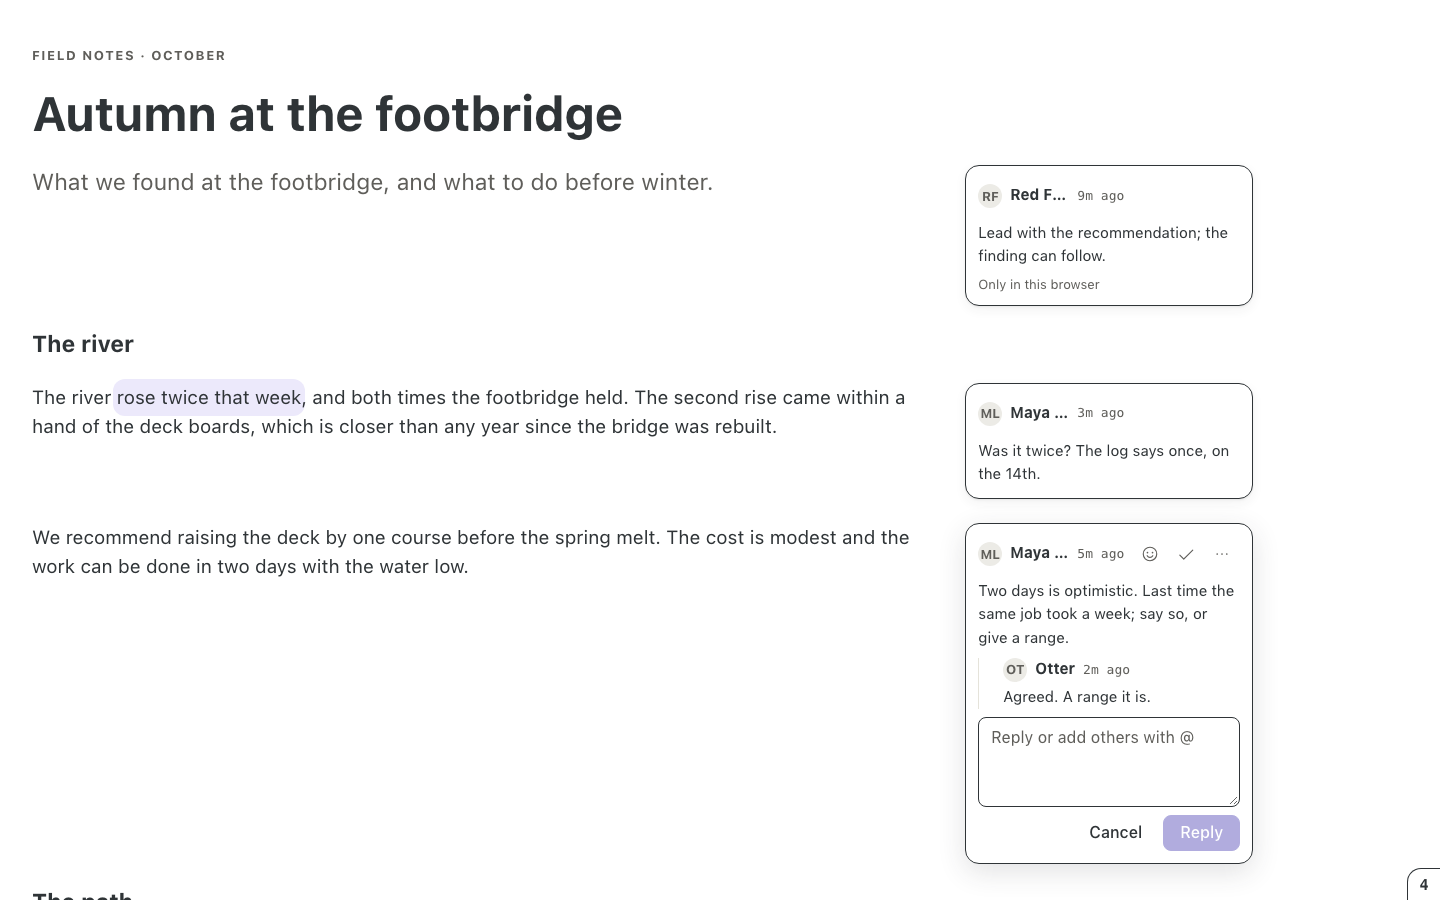 FIELD NOTES · OCTOBER
Autumn at the footbridge
What we found at the footbridge, and what to do before winter.
RF Red F... 9m ago
Lead with the recommendation; the
finding can follow.
Only in this browser
The river
The river rose twice that week, and both times the footbridge held. The second rise came within a
hand of the deck boards, which is closer than any year since the bridge was rebuilt.
ML Maya ... 3m ago
Was it twice? The log says once, on
the 14th.
We recommend raising the deck by one course before the spring melt. The cost is modest and the
work can be done in two days with the water low.
ML Maya ... 5m ago
Two days is optimistic. Last time the
same job took a week; say so, or
give a range.
OT Otter 2m ago
Agreed. A range it is.
Reply or add others with @
Cancel Reply
4